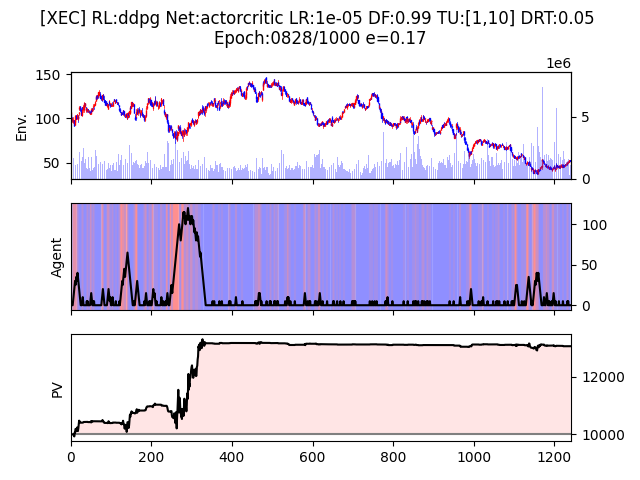 [XEC] RL:ddpg Net:actorcritic LR:1e-05 DF:0.99 TU:[1,10] DRT:0.05
Epoch:0828/1000 e=0.17
1e6
150
100
50
Env.
5
0
Agent
100
50
0
PV
12000
10000
0 200 400 600 800 1000 1200